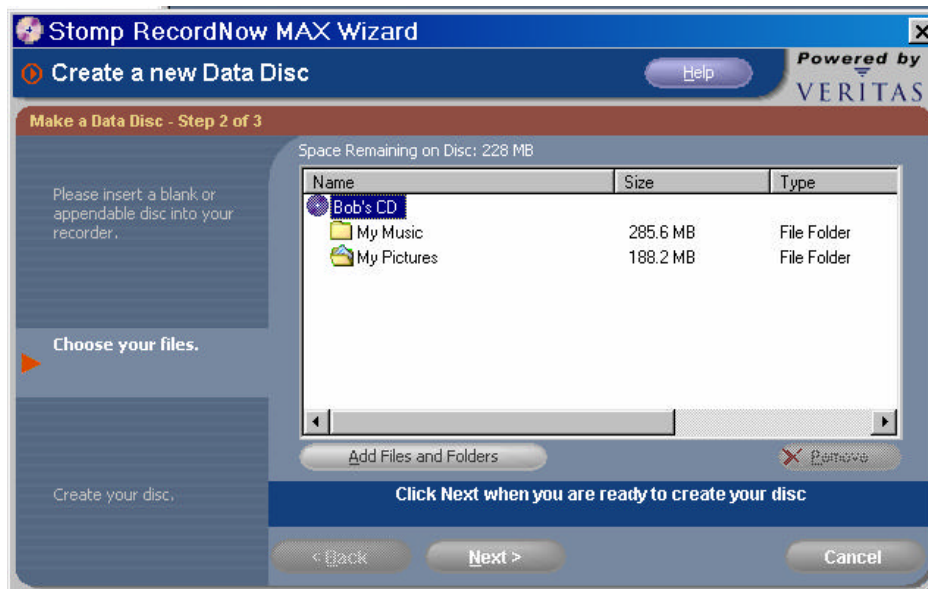 Stomp RecordNow MAX Wizard
Create a new Data Disc
Help
Powered by
VERITAS
Make a Data Disc - Step 2 of 3
Space Remaining on Disc: 228 MB
Please insert a blank or
appendable disc into your
recorder.
Name Size Type
Bob's CD
My Music 285.6 MB File Folder
My Pictures 188.2 MB File Folder
Choose your files.
Add Files and Folders
Remove
Create your disc.
Click Next when you are ready to create your disc
< Back
Next >
Cancel